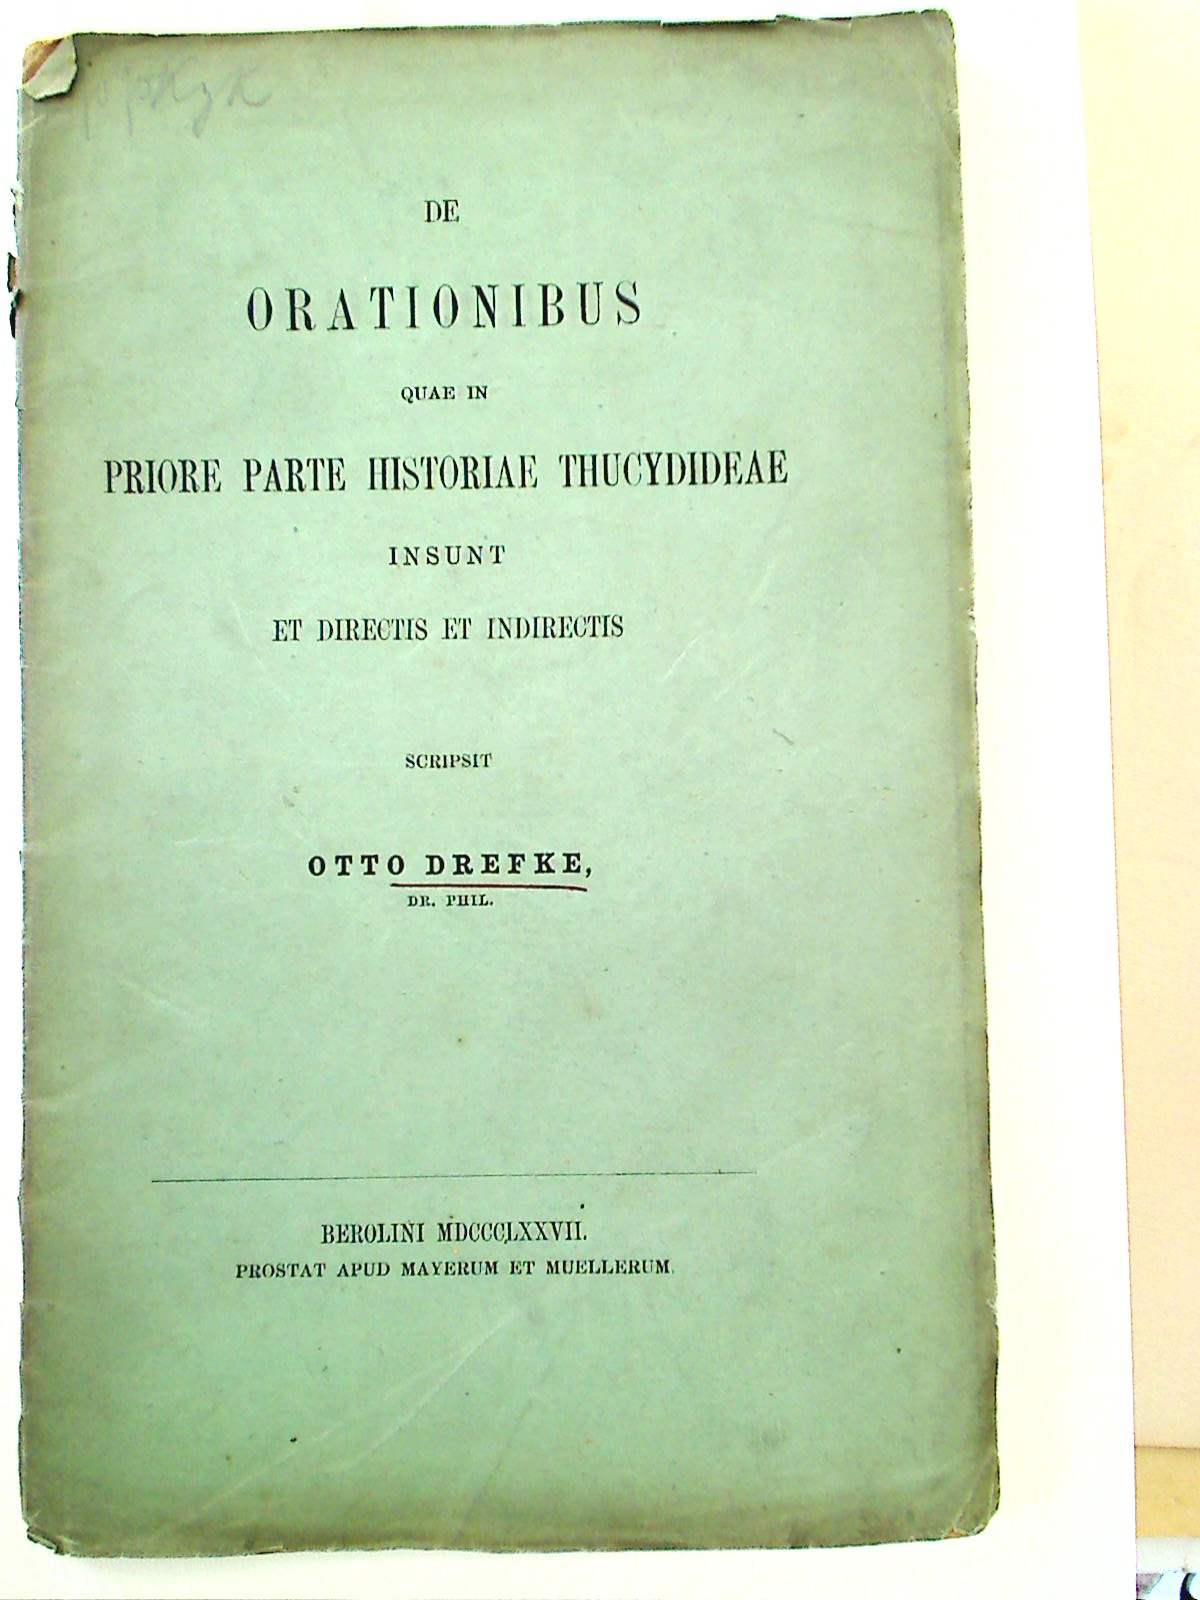 DE
ORATIONIBUS
QUAE IN
PRIORE PARTE HISTORIAE THUCYDIDEAE
INSUNT
ET DIRECTIS ET INDIRECTIS
SCRIPSIT
OTTO DREFKE,
DR. PHIL.
BEROLINI MDCCCLXXVII.
PROSTAT APUD MAYERUM ET MUELLERUM.